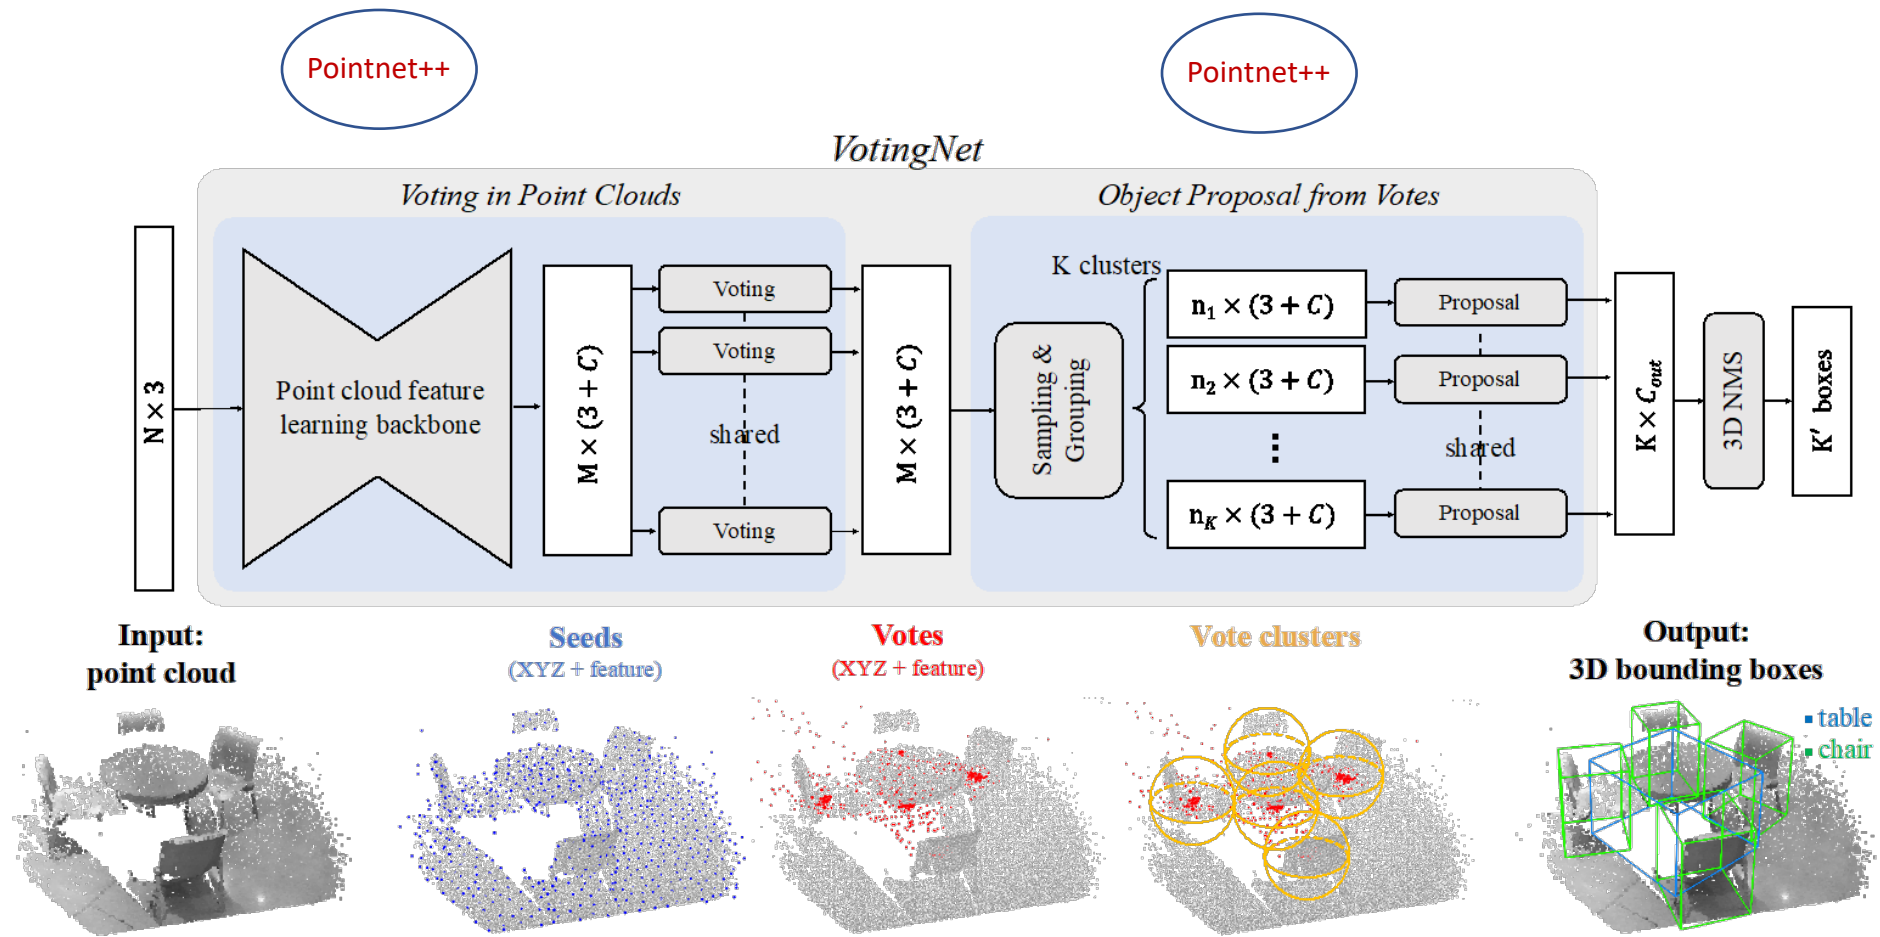 Pointnet++
Pointnet++
VotingNet
Voting in Point Clouds
Object Proposal from Votes
N × 3
Point cloud feature
learning backbone
M × (3 + C)
Voting
Voting
shared
Voting
M × (3 + C)
Sampling &
Grouping
K clusters
n₁ × (3 + C)
n₂ × (3 + C)
⋮
n_K × (3 + C)
Proposal
Proposal
shared
Proposal
K × C_out
3D NMS
K′ boxes
Input:
point cloud
Seeds
(XYZ + feature)
Votes
(XYZ + feature)
Vote clusters
Output:
3D bounding boxes
table
chair